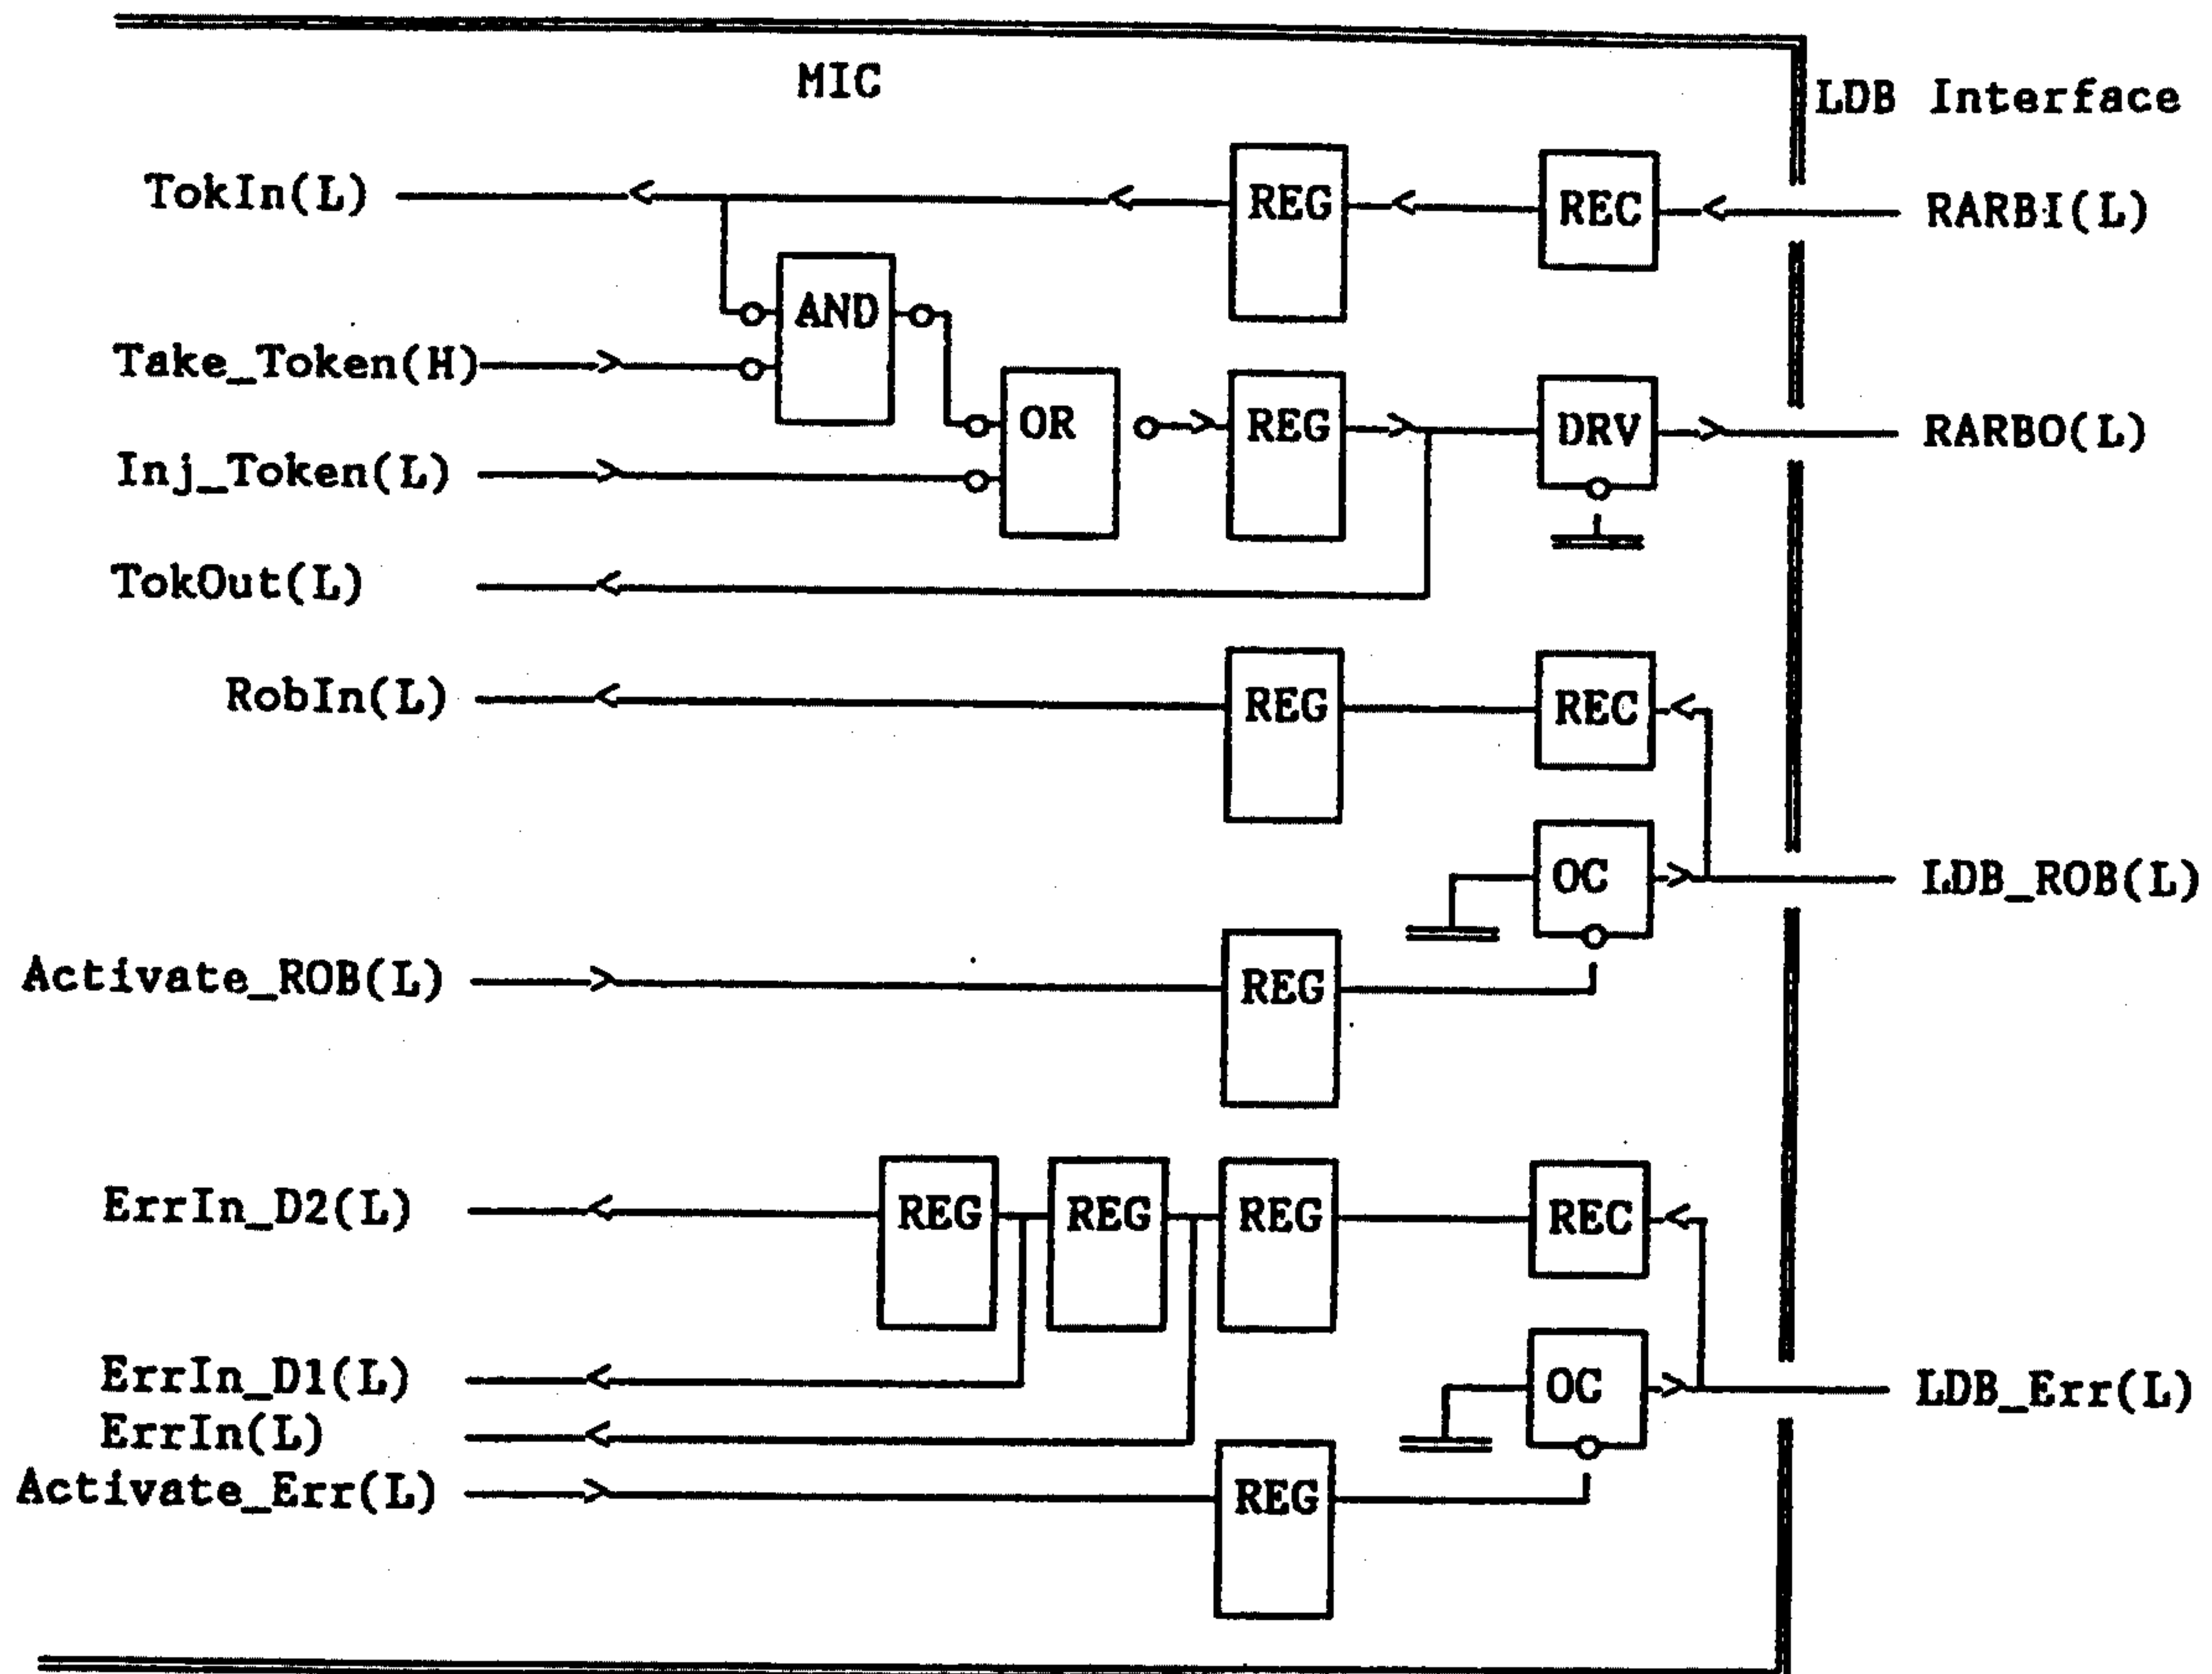 MIC
LDB Interface
TokIn(L) REG REC RARBI(L)
AND
Take_Token(H)
OR REG DRV RARBO(L)
Inj_Token(L)
TokOut(L)
RobIn(L) REG REC
OC LDB_ROB(L)
Activate_ROB(L) REG
ErrIn_D2(L) REG REG REG REC
ErrIn_D1(L) OC LDB_Err(L)
ErrIn(L)
Activate_Err(L) REG